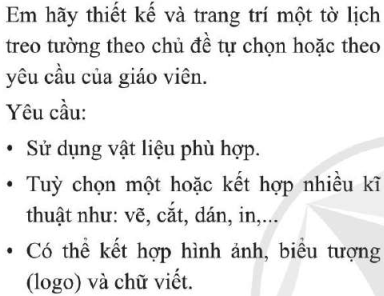 Em hãy thiết kế và trang trí một tờ lịch
treo tường theo chủ đề tự chọn hoặc theo
yêu cầu của giáo viên.
Yêu cầu:
• Sử dụng vật liệu phù hợp.
• Tuỳ chọn một hoặc kết hợp nhiều kĩ
thuật như: vẽ, cắt, dán, in,...
• Có thể kết hợp hình ảnh, biểu tượng
(logo) và chữ viết.